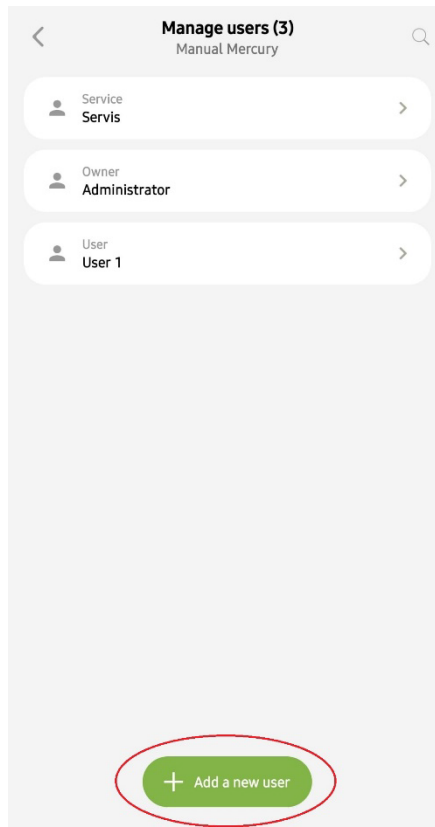 Manage users (3)
Manual Mercury
Service
Servis
Owner
Administrator
User
User 1
Add a new user